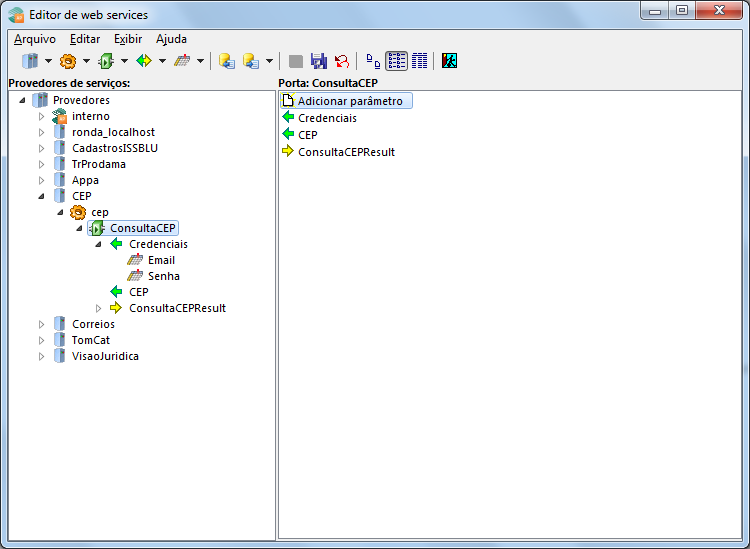 Editor de web services
Arquivo Editar Exibir Ajuda
Provedores de serviços:
Provedores
interno
ronda_localhost
CadastrosISSBLU
TrProdama
Appa
CEP
cep
ConsultaCEP
Credenciais
Email
Senha
CEP
ConsultaCEPResult
Correios
TomCat
VisaoJuridica
Porta: ConsultaCEP
Adicionar parâmetro
Credenciais
CEP
ConsultaCEPResult